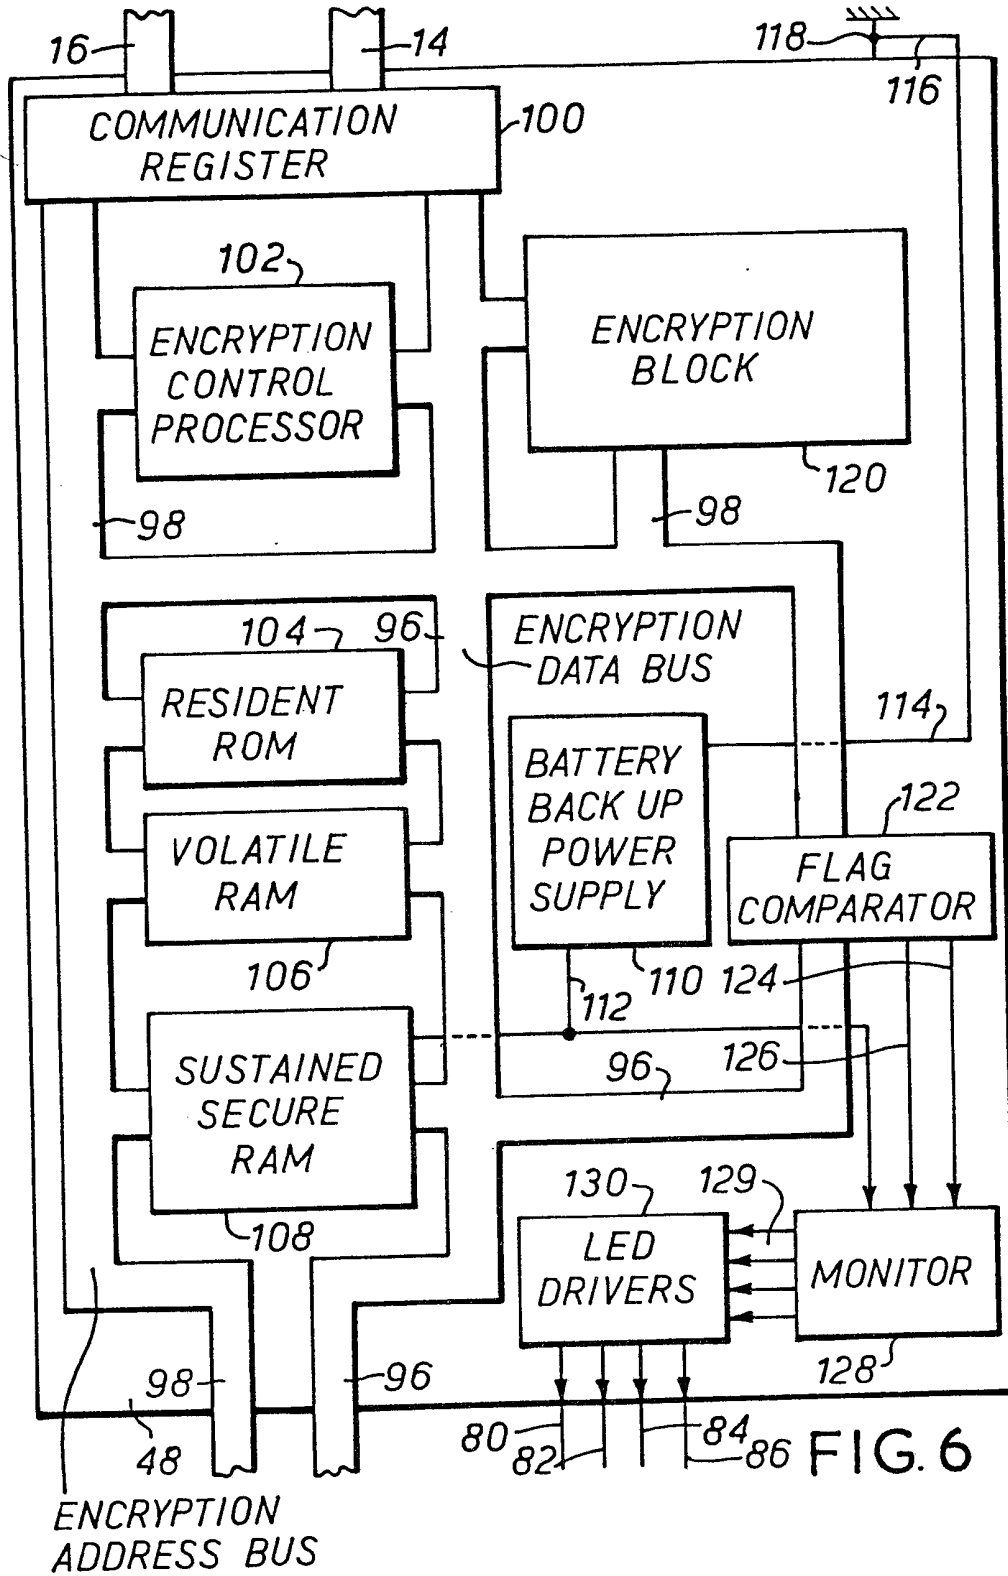 16
14
118
116
COMMUNICATION
REGISTER
100
102
ENCRYPTION
CONTROL
PROCESSOR
ENCRYPTION
BLOCK
120
98
98
104
96
ENCRYPTION
DATA BUS
RESIDENT
ROM
114
BATTERY
BACK UP
POWER
SUPPLY
122
VOLATILE
RAM
FLAG
COMPARATOR
106
110
124
112
SUSTAINED
SECURE
RAM
96
126
108
130
129
LED
DRIVERS
MONITOR
128
98
96
48
80
82
84
86
FIG. 6
ENCRYPTION
ADDRESS BUS